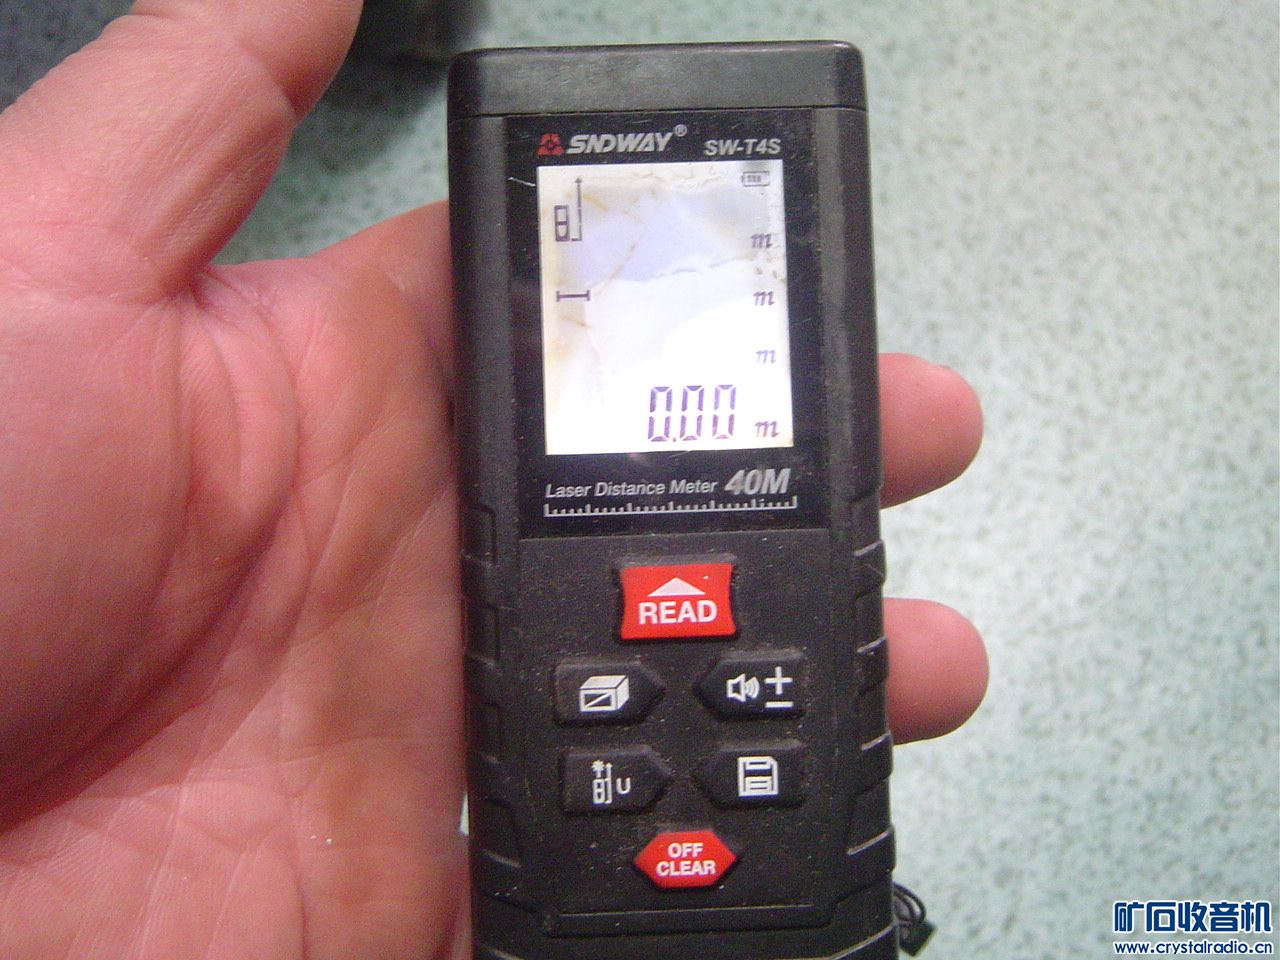 SNDWAY® SW-T4S
m
m
m
0.00 m
Laser Distance Meter 40M
READ
+
−
U
OFF
CLEAR
矿石收音机
www.crystalradio.cn